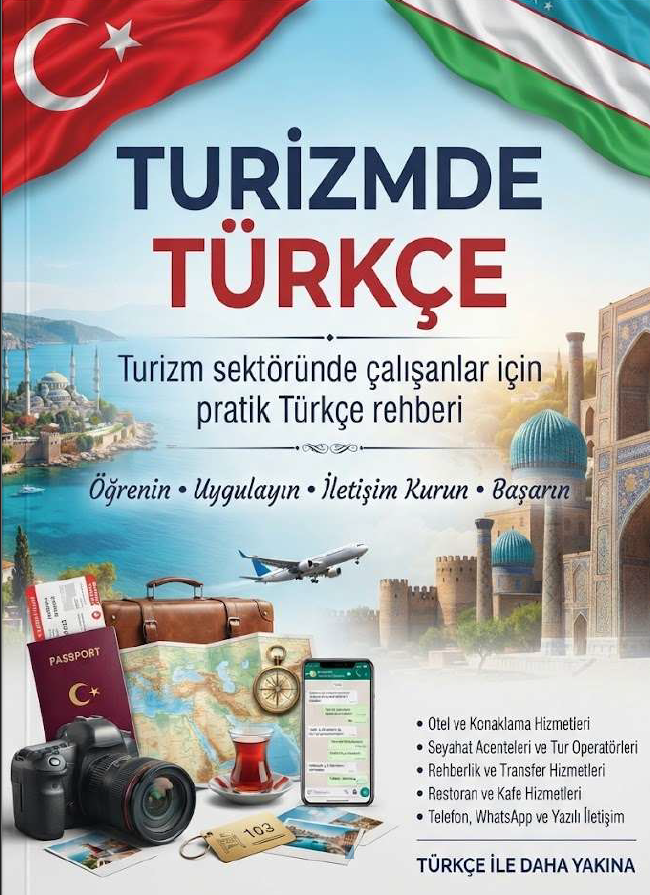 TURİZMDE
TÜRKÇE
Turizm sektöründe çalışanlar için
pratik Türkçe rehberi
Öğrenin • Uygulayın • İletişim Kurun • Başarın
PASSPORT
103
• Otel ve Konaklama Hizmetleri
• Seyahat Acenteleri ve Tur Operatörleri
• Rehberlik ve Transfer Hizmetleri
• Restoran ve Kafe Hizmetleri
• Telefon, WhatsApp ve Yazılı İletişim
TÜRKÇE İLE DAHA YAKINA